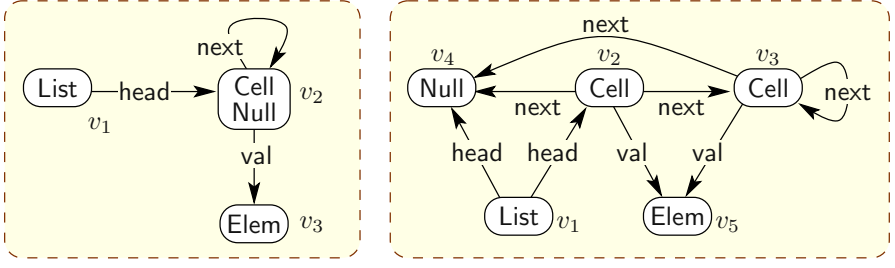 next
List
head
Cell
Null
v2
v1
val
Elem
v3
next
v4
v2
v3
Null
Cell
Cell
next
next
next
head
head
val
val
List
v1
Elem
v5